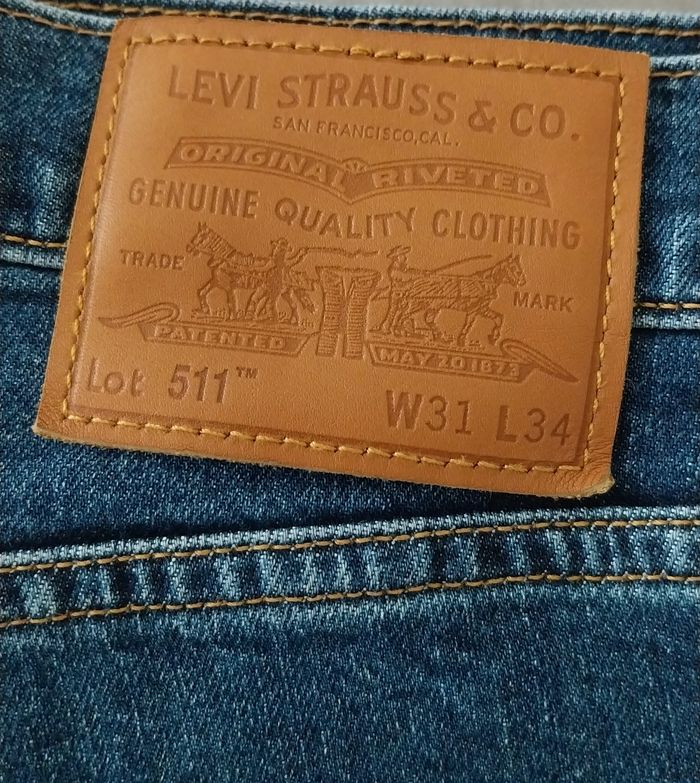 LEVI STRAUSS & CO.
SAN FRANCISCO, CAL.
ORIGINAL RIVETED
GENUINE QUALITY CLOTHING
TRADE MARK
PATENTED MAY 20 1873
Lot 511™
W31 L34